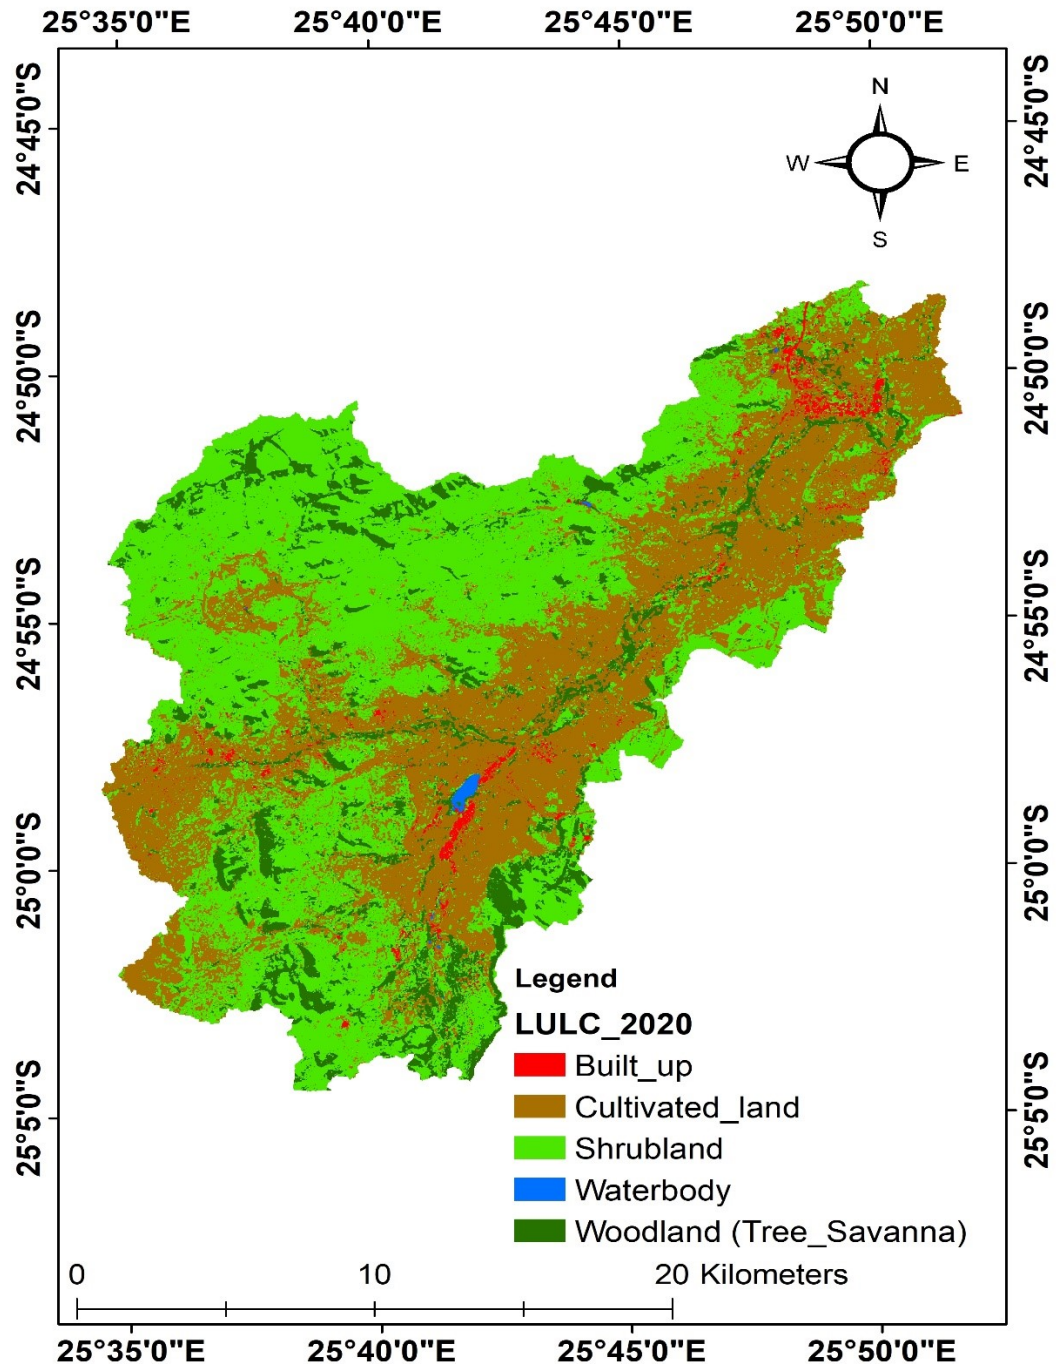 25°35'0"E 25°40'0"E 25°45'0"E 25°50'0"E
24°45'0"S
24°50'0"S
24°55'0"S
25°0'0"S
25°5'0"S
24°45'0"S
24°50'0"S
24°55'0"S
25°0'0"S
25°5'0"S
N
W E
S
Legend
LULC_2020
Built_up
Cultivated_land
Shrubland
Waterbody
Woodland (Tree_Savanna)
0 10 20 Kilometers
25°35'0"E 25°40'0"E 25°45'0"E 25°50'0"E